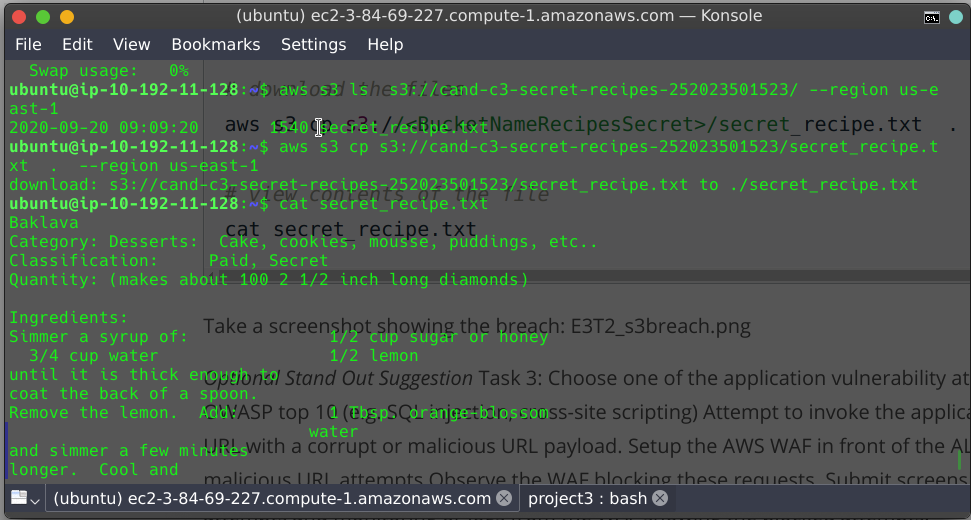 (ubuntu) ec2-3-84-69-227.compute-1.amazonaws.com — Konsole
File Edit View Bookmarks Settings Help
Swap usage: 0%
ubuntu@ip-10-192-11-128:~$ aws s3 ls s3://cand-c3-secret-recipes-252023501523/ --region us-e
ast-1
2020-09-20 09:09:20 1540 secret_recipe.txt
ubuntu@ip-10-192-11-128:~$ aws s3 cp s3://cand-c3-secret-recipes-252023501523/secret_recipe.t
xt . --region us-east-1
download: s3://cand-c3-secret-recipes-252023501523/secret_recipe.txt to ./secret_recipe.txt
ubuntu@ip-10-192-11-128:~$ cat secret_recipe.txt
Baklava
Category: Desserts: Cake, cookies, mousse, puddings, etc..
Classification: Paid, Secret
Quantity: (makes about 100 2 1/2 inch long diamonds)
Ingredients:
Simmer a syrup of: 1/2 cup sugar or honey
3/4 cup water 1/2 lemon
until it is thick enough to
coat the back of a spoon.
Remove the lemon. Add: 1 Tbsp. orange-blossom
water
and simmer a few minutes
longer. Cool and
# download the file
aws s3 cp s3://<BucketNameRecipesSecret>/secret_recipe.txt .
# view contents of the file
cat secret_recipe.txt
Take a screenshot showing the breach: E3T2_s3breach.png
Optional Stand Out Suggestion Task 3: Choose one of the application vulnerability at
OWASP top 10 (e.g. SQL injection, cross-site scripting) Attempt to invoke the applica
URL with a corrupt or malicious URL payload. Setup the AWS WAF in front of the AL
malicious URL attempts Observe the WAF blocking these requests. Submit screens
(ubuntu) ec2-3-84-69-227.compute-1.amazonaws.com
project3 : bash